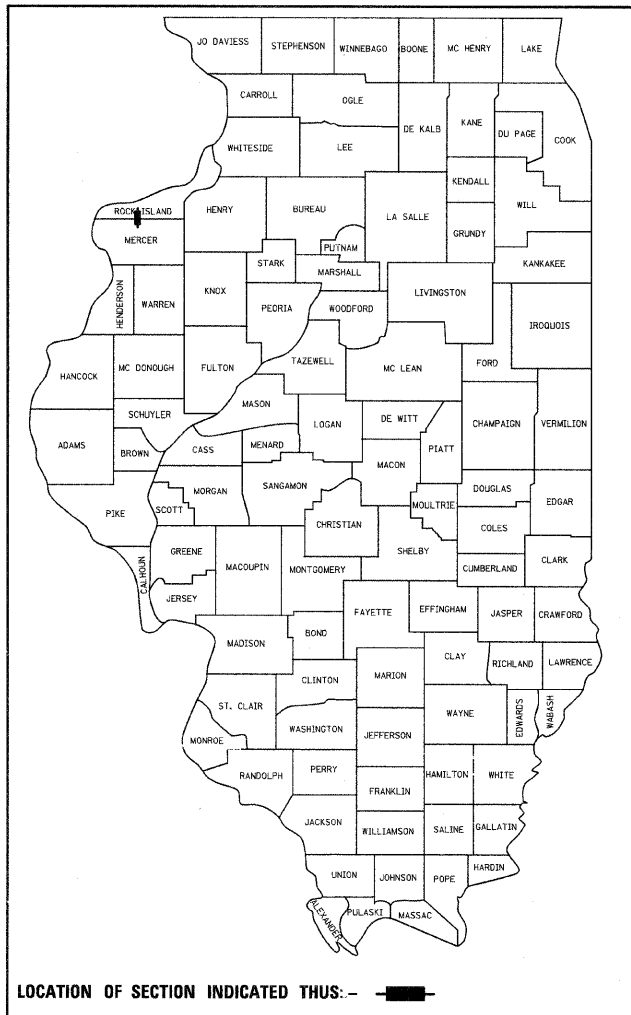 JO DAVIESS
STEPHENSON
WINNEBAGO
BOONE
MC HENRY
LAKE
CARROLL
OGLE
DE KALB
KANE
DU PAGE
COOK
WHITESIDE
LEE
KENDALL
WILL
ROCK ISLAND
HENRY
BUREAU
LA SALLE
GRUNDY
MERCER
PUTNAM
STARK
MARSHALL
KANKAKEE
HENDERSON
WARREN
KNOX
PEORIA
WOODFORD
LIVINGSTON
IROQUOIS
HANCOCK
MC DONOUGH
FULTON
TAZEWELL
MC LEAN
FORD
SCHUYLER
MASON
LOGAN
DE WITT
CHAMPAIGN
VERMILION
ADAMS
BROWN
CASS
MENARD
PIATT
MACON
PIKE
SCOTT
MORGAN
SANGAMON
MOULTRIE
DOUGLAS
EDGAR
CHRISTIAN
COLES
CALHOUN
GREENE
MACOUPIN
MONTGOMERY
SHELBY
CUMBERLAND
CLARK
JERSEY
FAYETTE
EFFINGHAM
JASPER
CRAWFORD
MADISON
BOND
CLAY
RICHLAND
LAWRENCE
CLINTON
MARION
ST. CLAIR
WAYNE
EDWARDS
WABASH
MONROE
WASHINGTON
JEFFERSON
RANDOLPH
PERRY
HAMILTON
WHITE
FRANKLIN
JACKSON
WILLIAMSON
SALINE
GALLATIN
UNION
JOHNSON
POPE
HARDIN
ALEXANDER
PULASKI
MASSAC
LOCATION OF SECTION INDICATED THUS:-